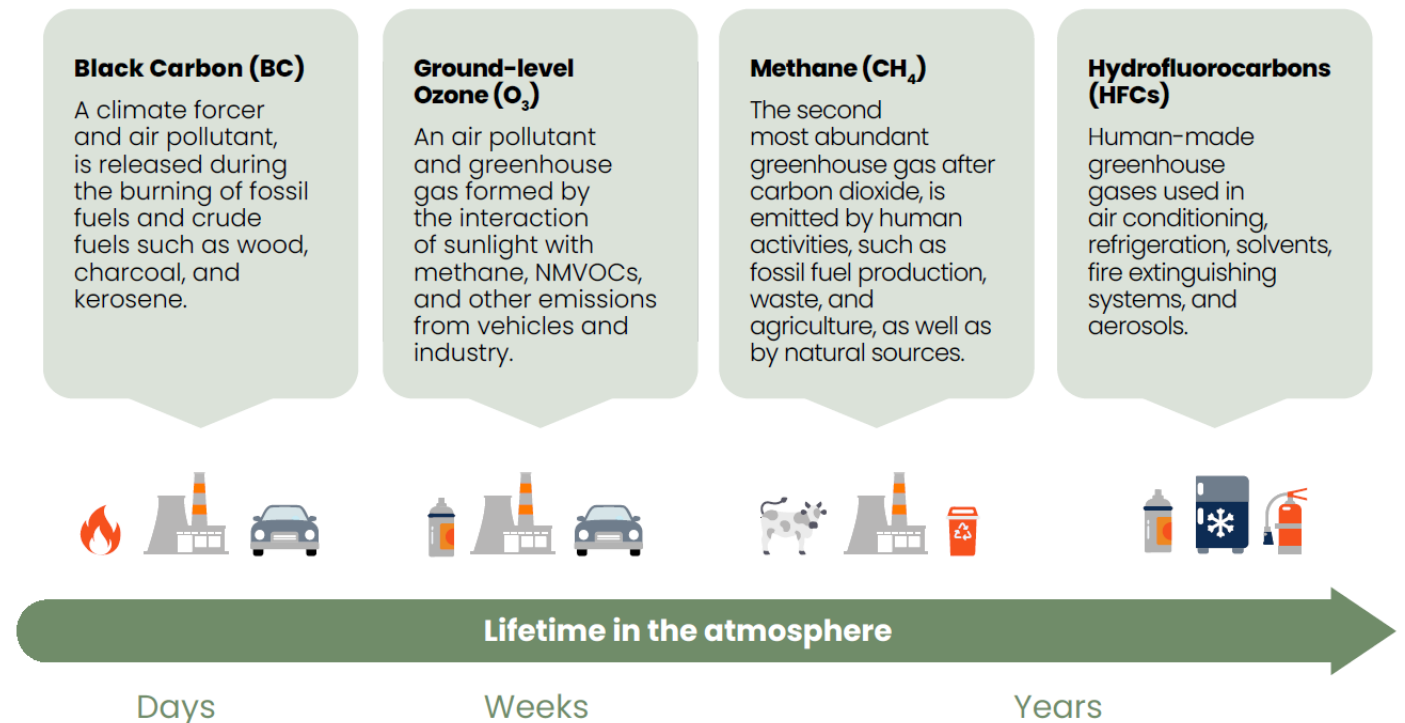 Black Carbon (BC)
A climate forcer
and air pollutant,
is released during
the burning of fossil
fuels and crude
fuels such as wood,
charcoal, and
kerosene.
Ground-level
Ozone (O₃)
An air pollutant
and greenhouse
gas formed by
the interaction
of sunlight with
methane, NMVOCs,
and other emissions
from vehicles and
industry.
Methane (CH₄)
The second
most abundant
greenhouse gas after
carbon dioxide, is
emitted by human
activities, such as
fossil fuel production,
waste, and
agriculture, as well as
by natural sources.
Hydrofluorocarbons
(HFCs)
Human-made
greenhouse
gases used in
air conditioning,
refrigeration, solvents,
fire extinguishing
systems, and
aerosols.
Lifetime in the atmosphere
Days
Weeks
Years